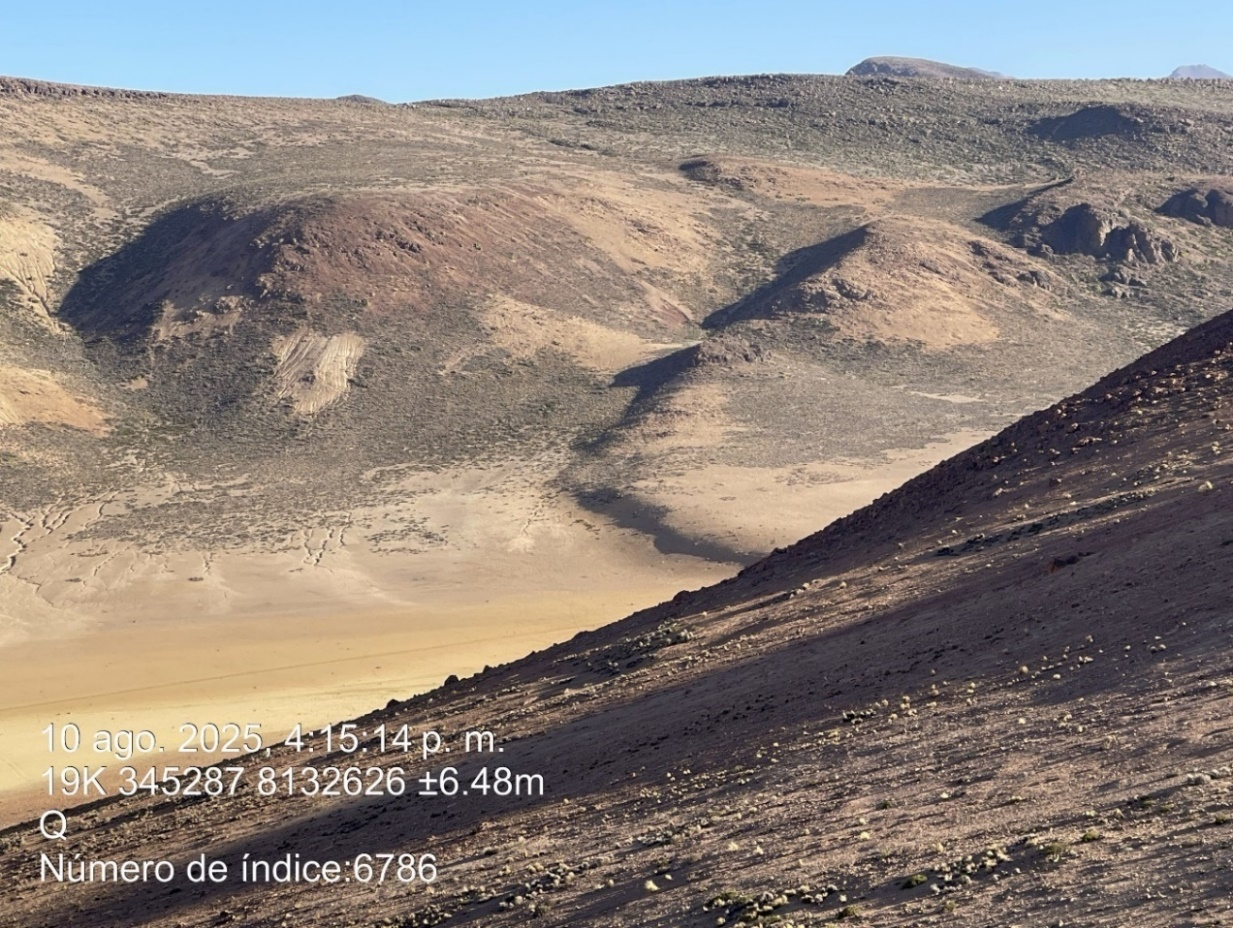 10 ago. 2025, 4:15:14 p. m.
19K 345287 8132626 ±6.48m
Q
Número de índice:6786